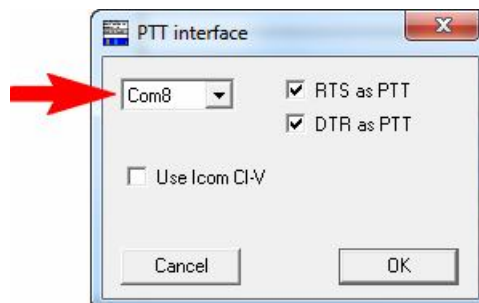 PTT interface
X
Com8
RTS as PTT
DTR as PTT
Use Icom CI-V
Cancel
OK